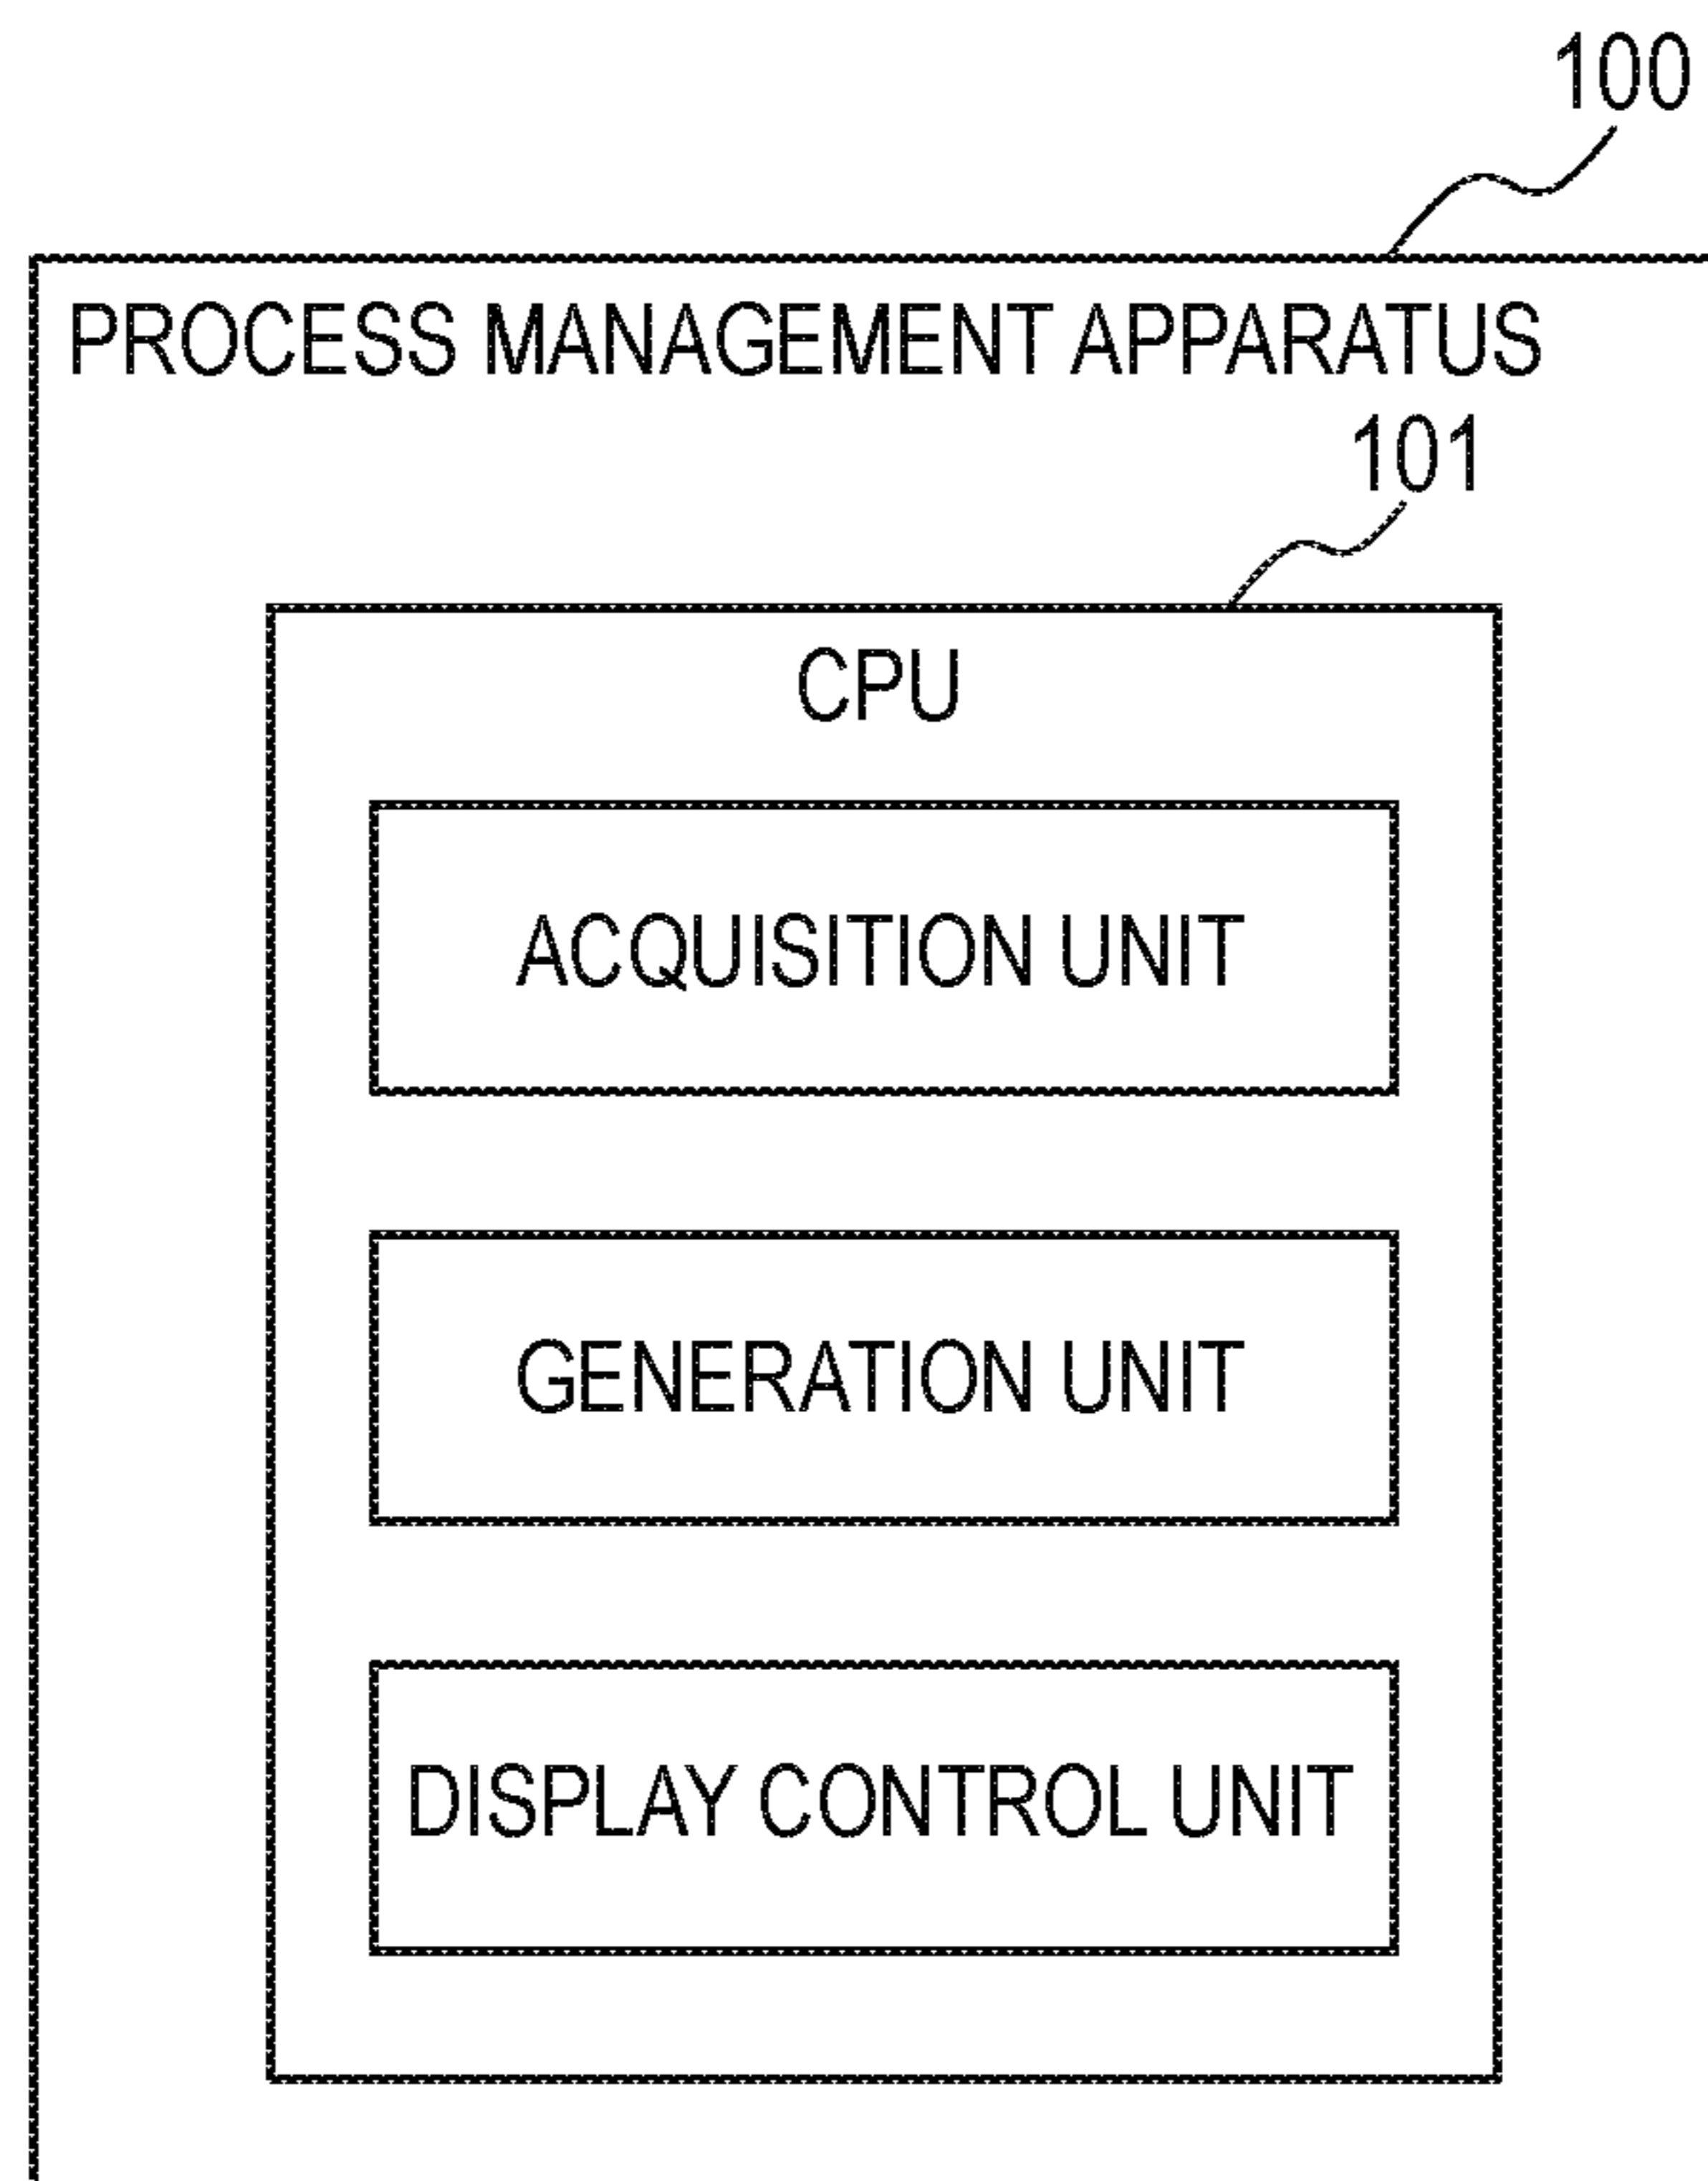 100
PROCESS MANAGEMENT APPARATUS
101
CPU
ACQUISITION UNIT
GENERATION UNIT
DISPLAY CONTROL UNIT